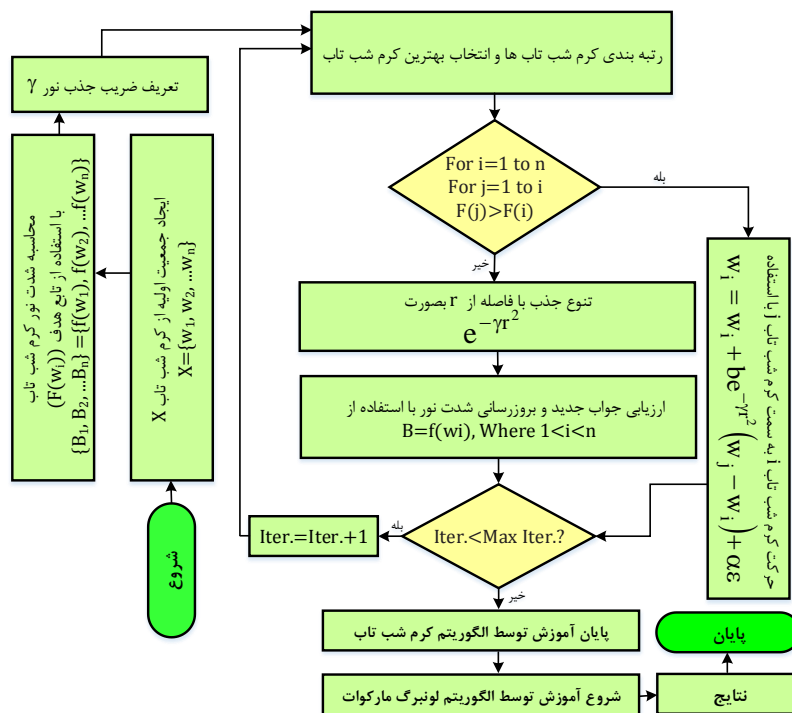 شروع
ایجاد جمعیت اولیه از کرم شب تاب X
X={w₁, w₂, ...wₙ}
محاسبه شدت نور کرم شب تاب
با استفاده از تابع هدف (F(wᵢ))
{B₁, B₂, ...Bₙ} ={f(w₁), f(w₂), ...f(wₙ)}
تعریف ضریب جذب نور γ
رتبه بندی کرم شب تاب ها و انتخاب بهترین کرم شب تاب
For i=1 to n
For j=1 to i
F(j)>F(i)
بله
خیر
حرکت کرم شب تاب i به سمت کرم شب تاب j با استفاده
wᵢ = wᵢ + be^(−γr²) (wⱼ − wᵢ)+αε
تنوع جذب با فاصله از r بصورت
e^(−γr²)
ارزیابی جواب جدید و بروزرسانی شدت نور با استفاده از
B=f(wi), Where 1<i<n
Iter.<Max Iter.?
بله
Iter.=Iter.+1
خیر
پایان آموزش توسط الگوریتم کرم شب تاب
شروع آموزش توسط الگوریتم لونبرگ مارکوات
نتایج
پایان